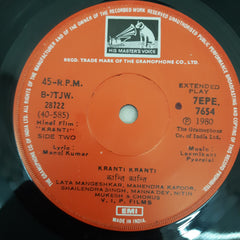 ALL RIGHTS OF THE MANUFACTURER AND OF THE OWNER OF THE RECORDED WORK RESERVED UNAUTHORISED PUBLIC PERFORMANCE
HIS MASTER'S VOICE
REGD. TRADE MARK OF THE GRAMOPHONE CO. OF INDIA LTD.
45-R.P.M.
EXTENDED PLAY
B-7TJW.
28722
(40-585)
7EPE.
7654
℗ 1980
Hindi Film:
"KRANTI"
SIDE TWO
The Gramophone Co. of India Ltd.
Lyric:
Manoj Kumar
Music:
Laxmikant Pyarelal
KRANTI KRANTI
क्रान्ति क्रान्ति
LATA MANGESHKAR, MAHENDRA KAPOOR,
SHAILENDRA SINGH, MANNA DEY, NITIN
MUKESH & CHORUS
V.I.P. FILMS
EMI
MADE IN INDIA